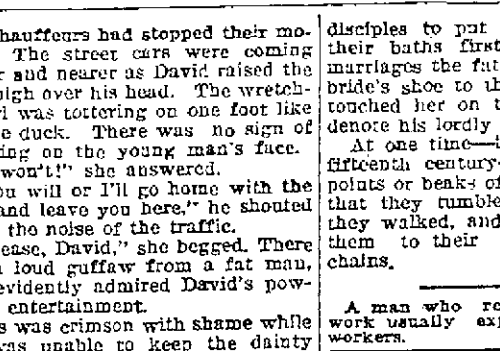 hauffeurs had stopped their mo-
The street cars were coming
r and nearer as David raised the
high over his head. The wretch-
rl was tottering on one foot like
e duck. There was no sign of
ing on the young man's face.
won't!" she answered.
ou will or I'll go home with the
and leave you here," he shouted
the noise of the traffic.
ease, David," she begged. There
a loud guffaw from a fat man,
evidently admired David's pow-
entertainment.
s was crimson with shame while
was unable to keep the dainty
disciples to put
their baths first
marriages the fat
bride's shoe to th
touched her on t
denote his lordly
At one time—i
fifteenth century
points or beaks of
that they tumble
they walked, and
them to their
chains.
A man who re
work usually exp
workers.